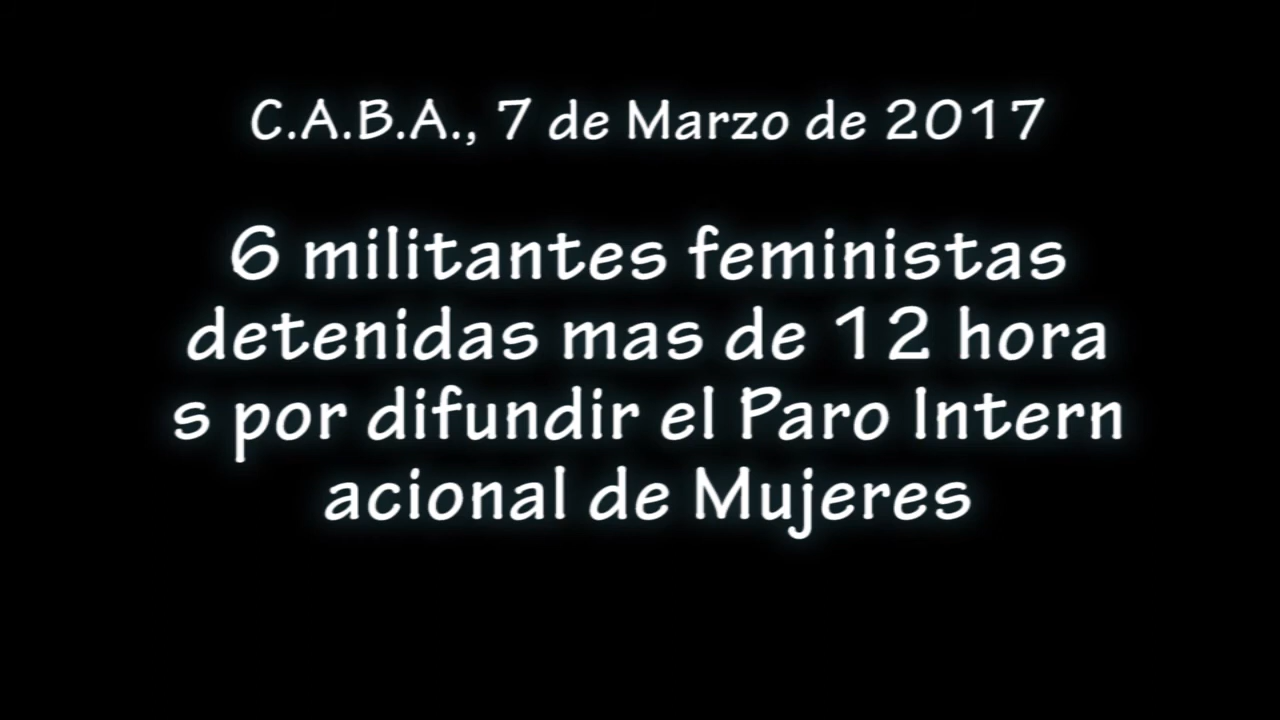 C.A.B.A., 7 de Marzo de 2017
6 militantes feministas
detenidas mas de 12 hora
s por difundir el Paro Intern
acional de Mujeres